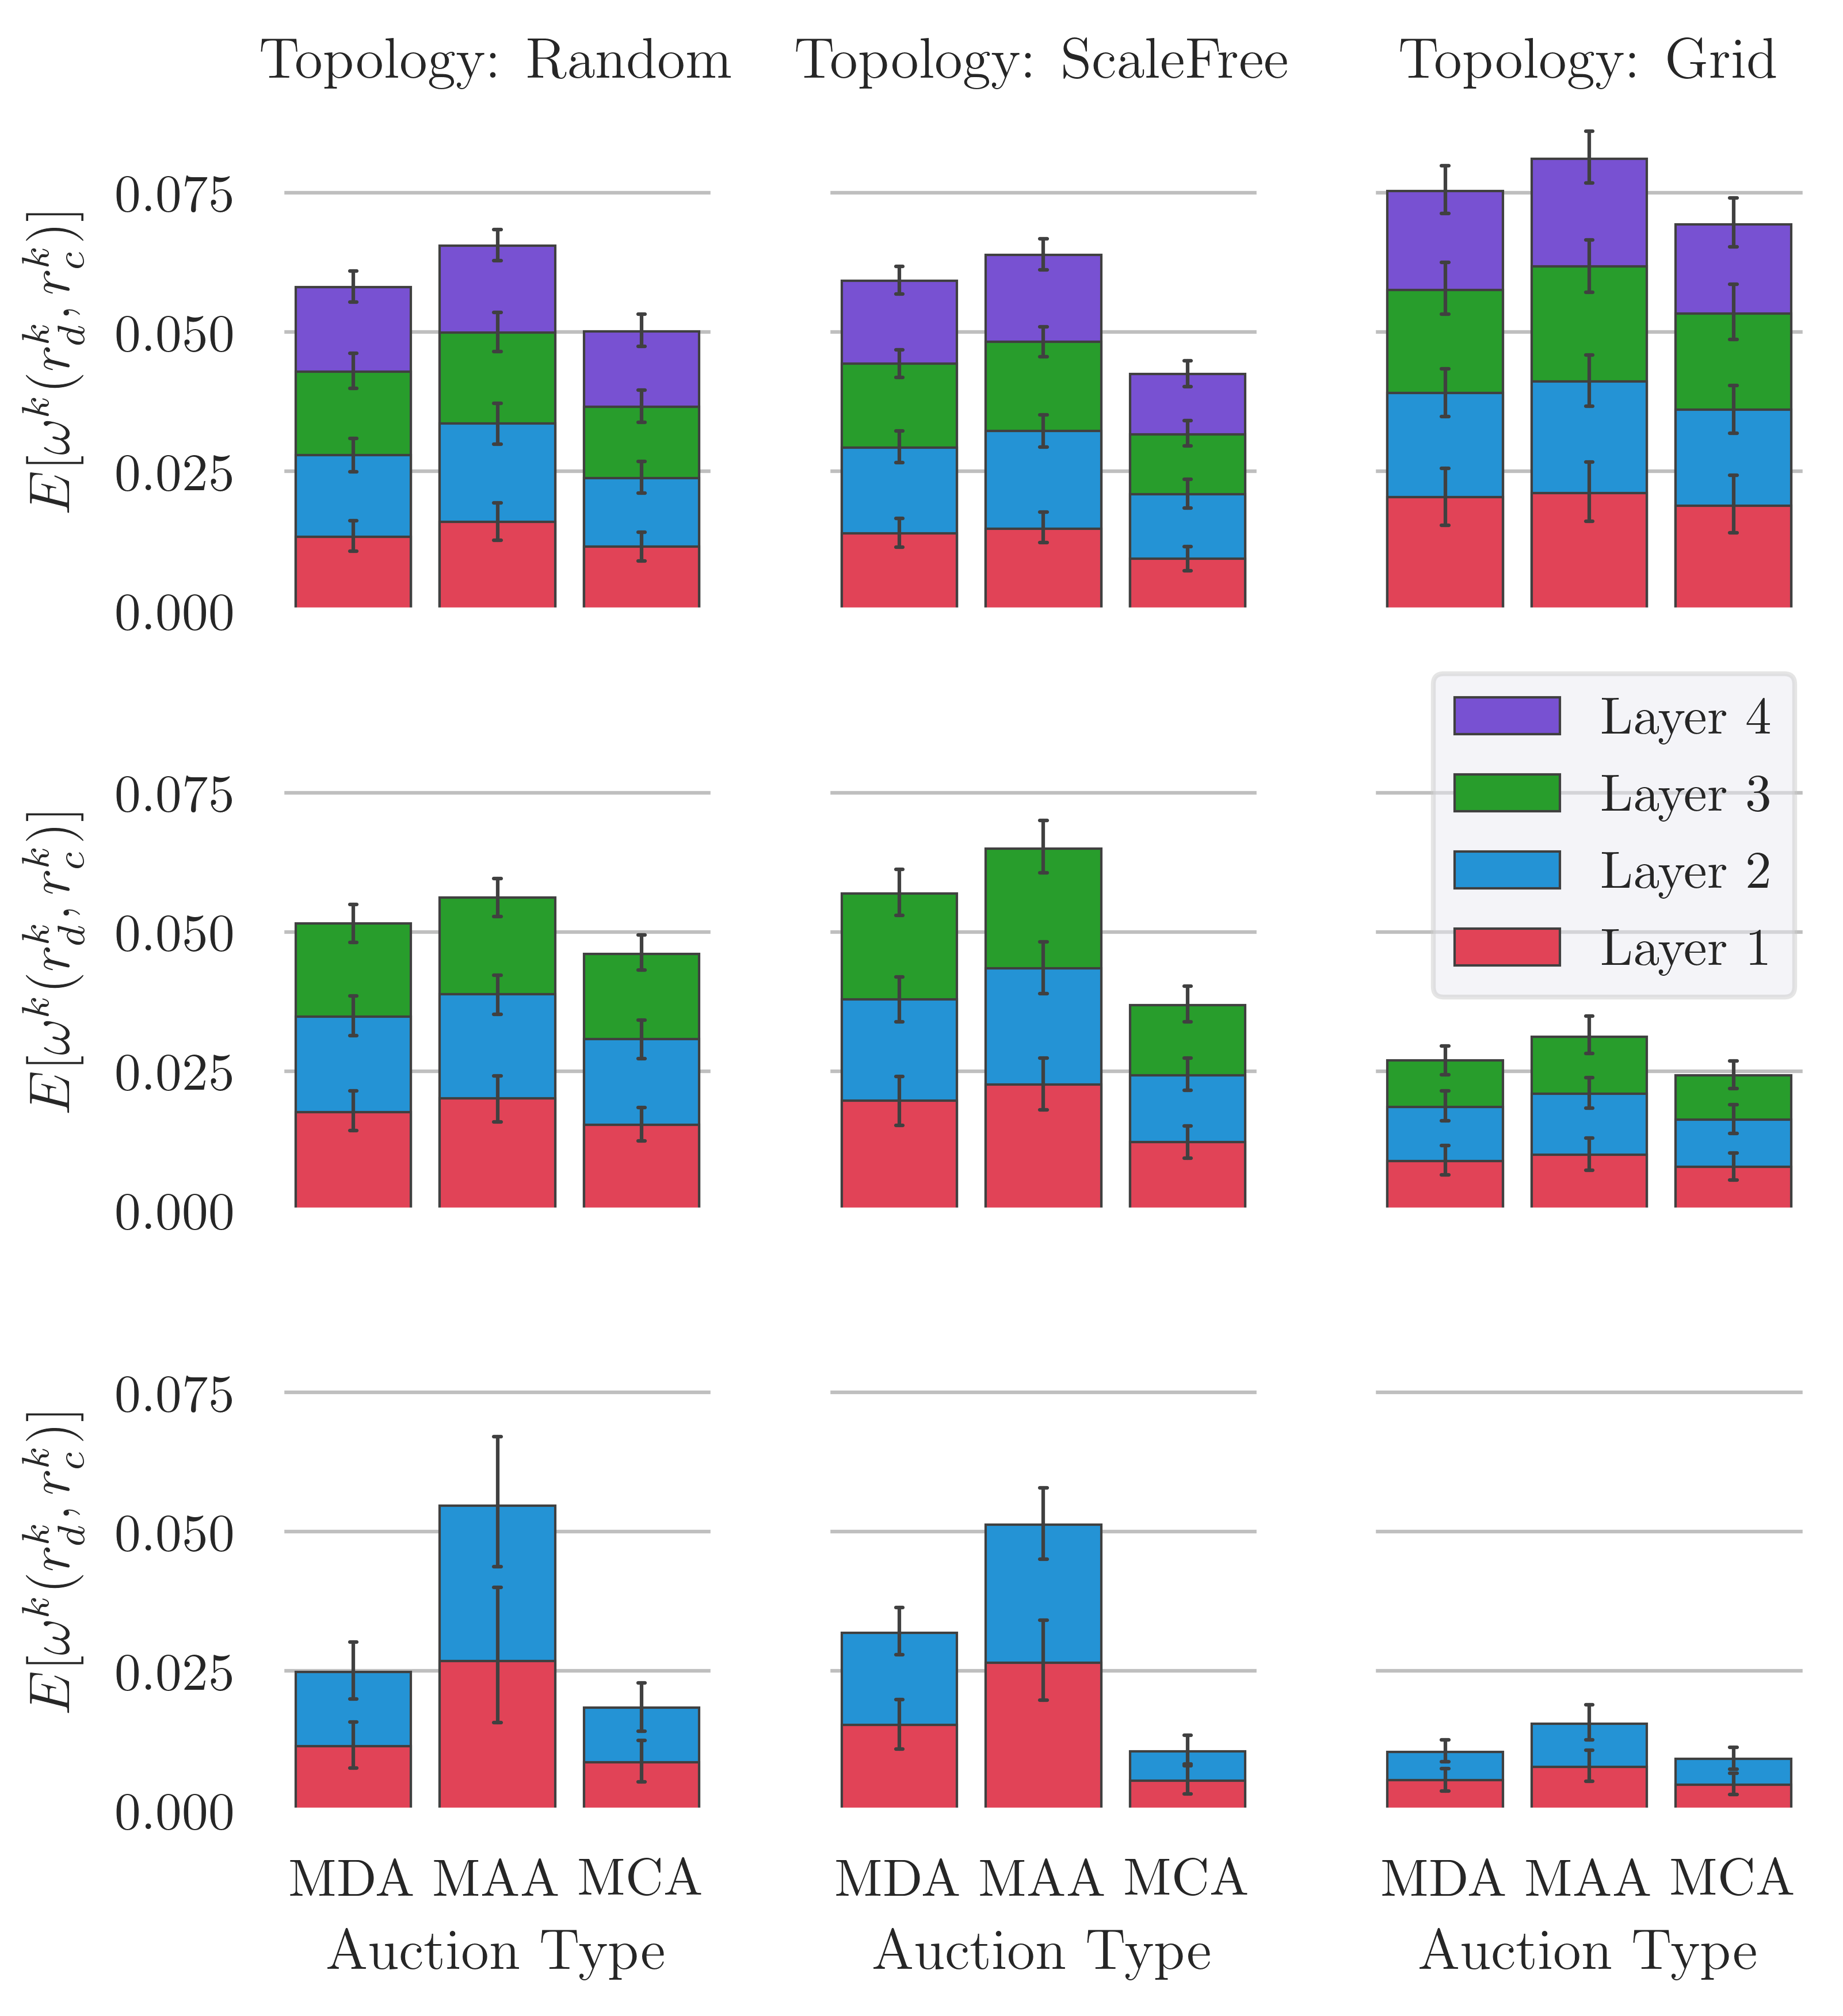 Topology: Random
Topology: ScaleFree
Topology: Grid
0.075
0.050
0.025
0.000
E[ω^k(r_d^k, r_c^k)]
Layer 4
Layer 3
Layer 2
Layer 1
0.075
0.050
0.025
0.000
E[ω^k(r_d^k, r_c^k)]
0.075
0.050
0.025
0.000
E[ω^k(r_d^k, r_c^k)]
MDA MAA MCA
MDA MAA MCA
MDA MAA MCA
Auction Type
Auction Type
Auction Type